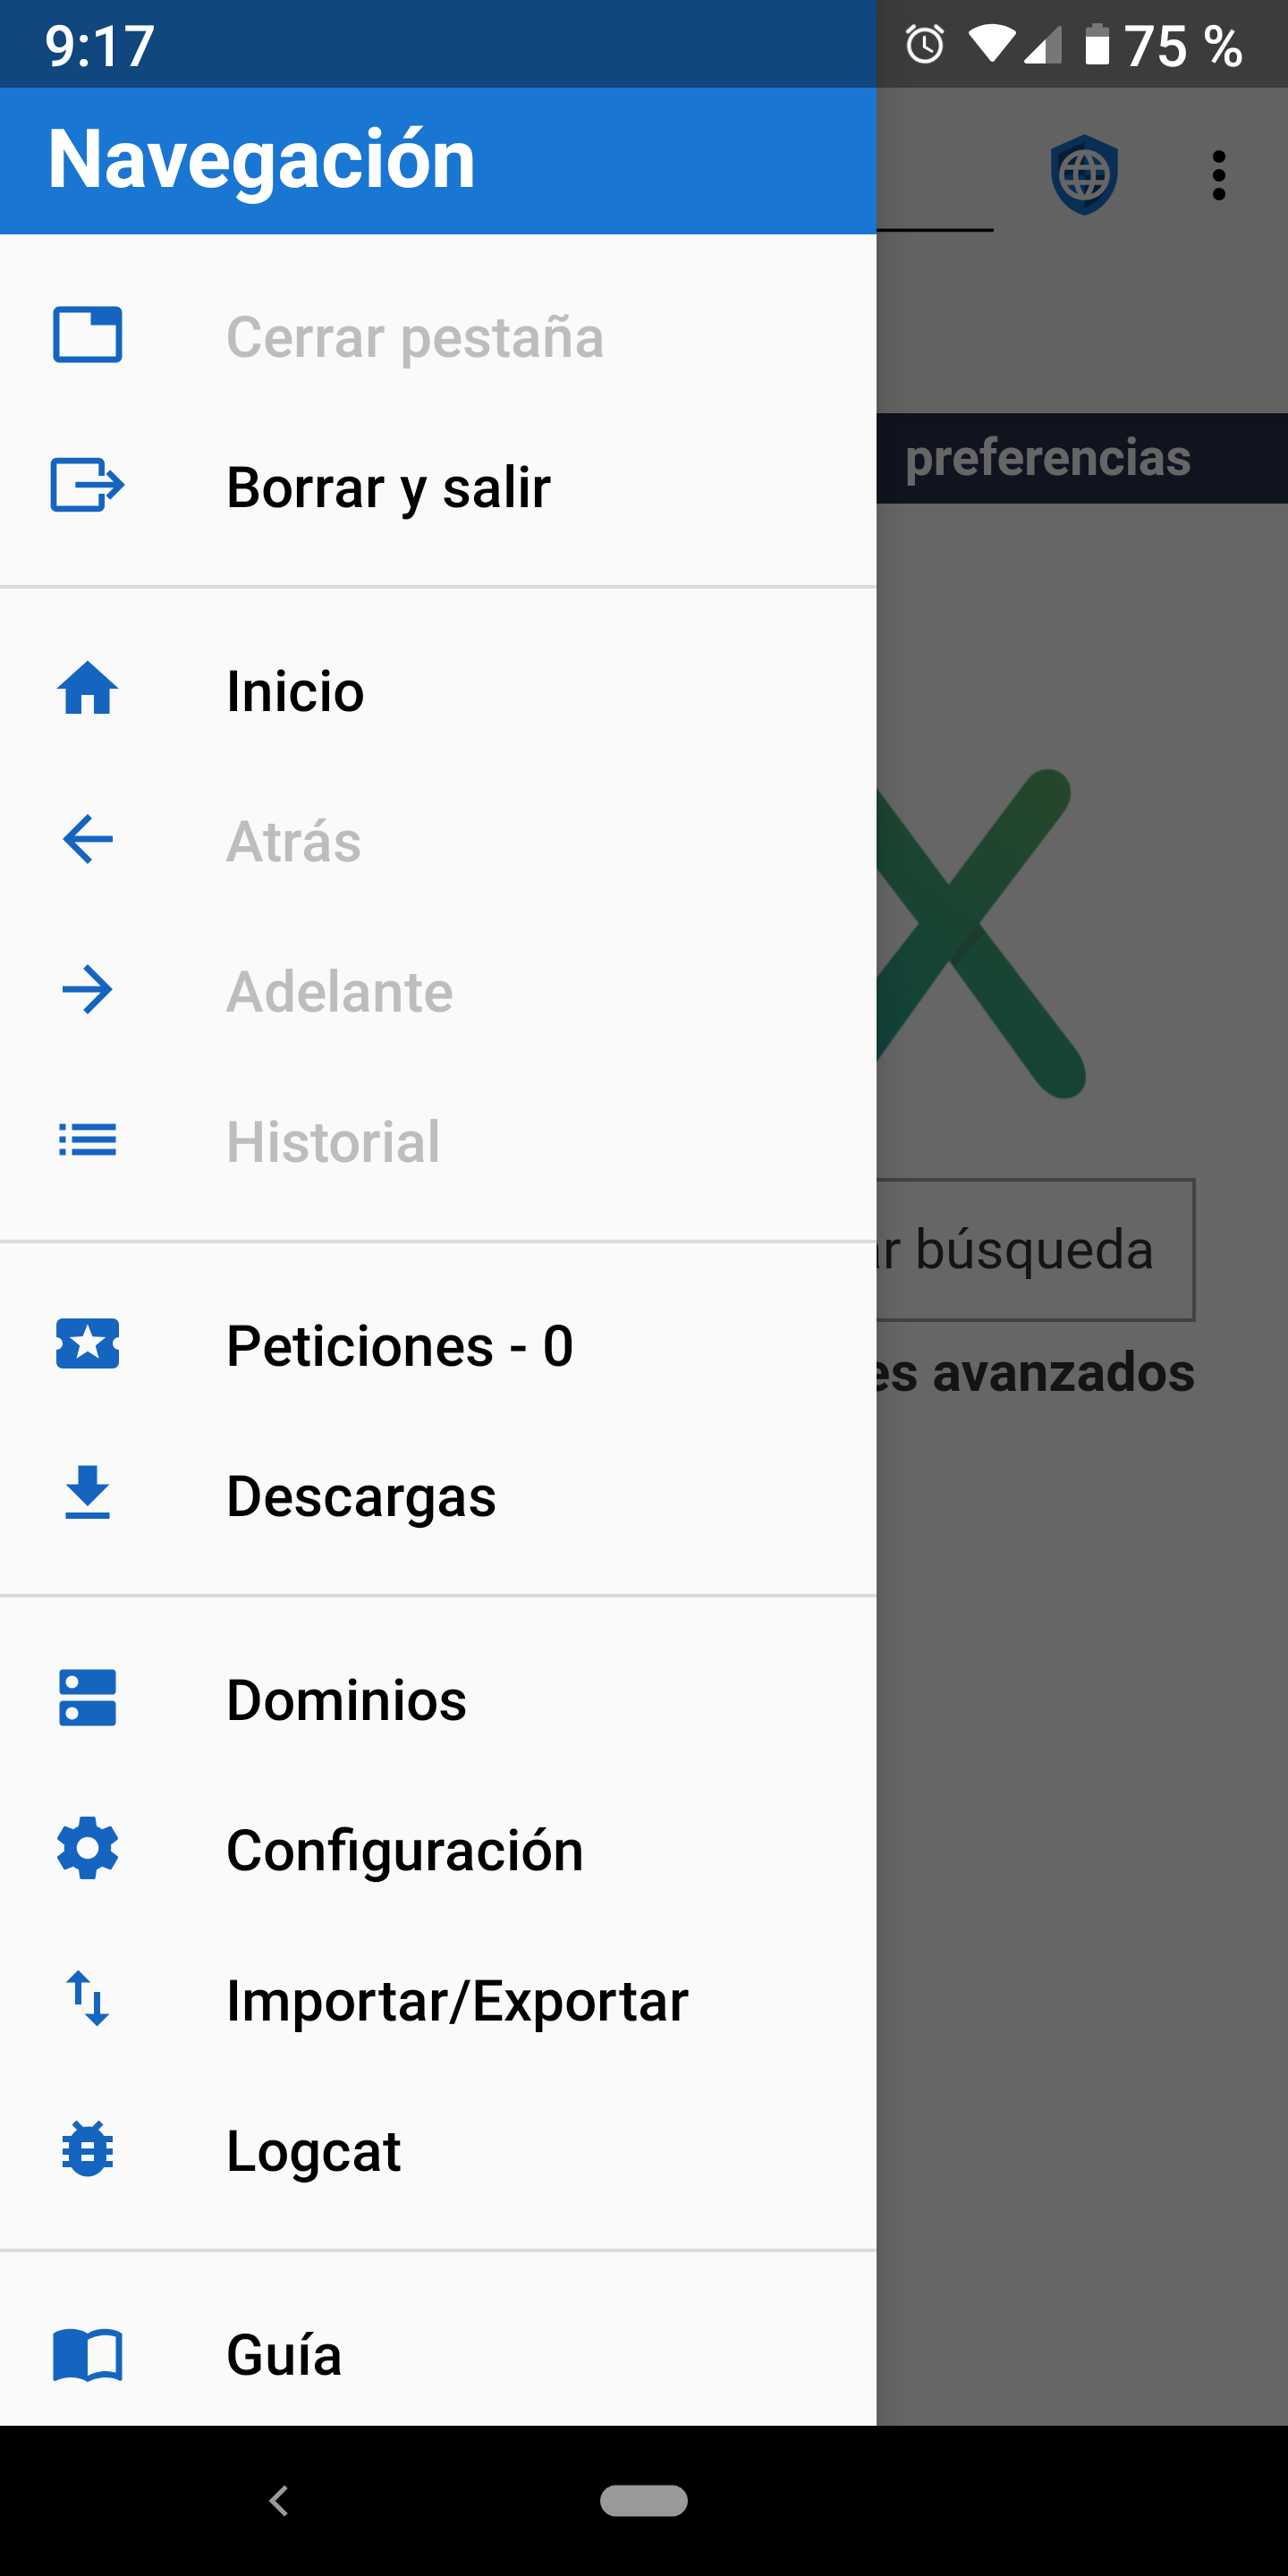 9:17
75 %
Navegación
Cerrar pestaña
Borrar y salir
preferencias
Inicio
Atrás
Adelante
Historial
búsqueda
Peticiones - 0
avanzados
Descargas
Dominios
Configuración
Importar/Exportar
Logcat
Guía